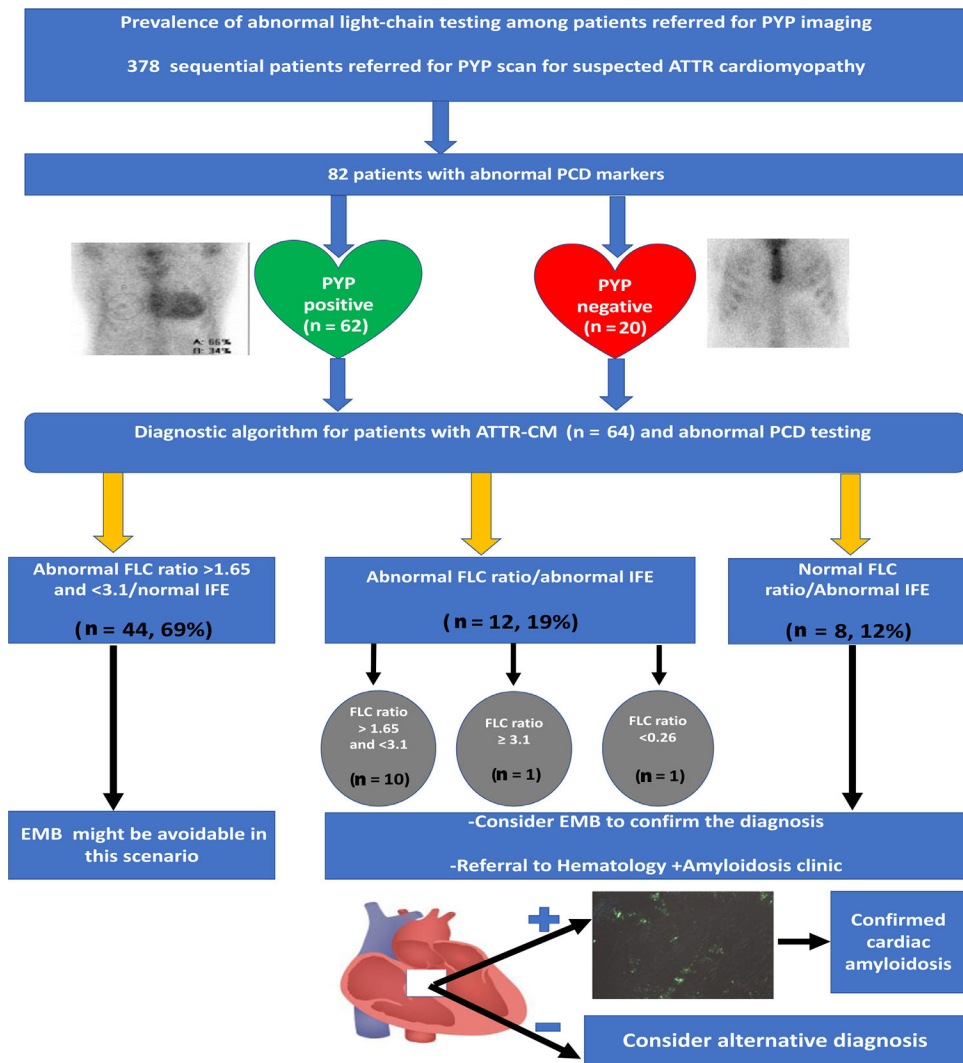 Prevalence of abnormal light-chain testing among patients referred for PYP imaging
378 sequential patients referred for PYP scan for suspected ATTR cardiomyopathy
82 patients with abnormal PCD markers
PYP
positive
(n = 62)
PYP
negative
(n = 20)
A: 66%
B: 34%
Diagnostic algorithm for patients with ATTR-CM (n = 64) and abnormal PCD testing
Abnormal FLC ratio >1.65
and <3.1/normal IFE
(n = 44, 69%)
Abnormal FLC ratio/abnormal IFE
(n = 12, 19%)
Normal FLC
ratio/Abnormal IFE
(n = 8, 12%)
FLC ratio
> 1.65
and <3.1
(n = 10)
FLC ratio
≥ 3.1
(n = 1)
FLC ratio
<0.26
(n = 1)
EMB might be avoidable in
this scenario
-Consider EMB to confirm the diagnosis
-Referral to Hematology +Amyloidosis clinic
Confirmed
cardiac
amyloidosis
Consider alternative diagnosis